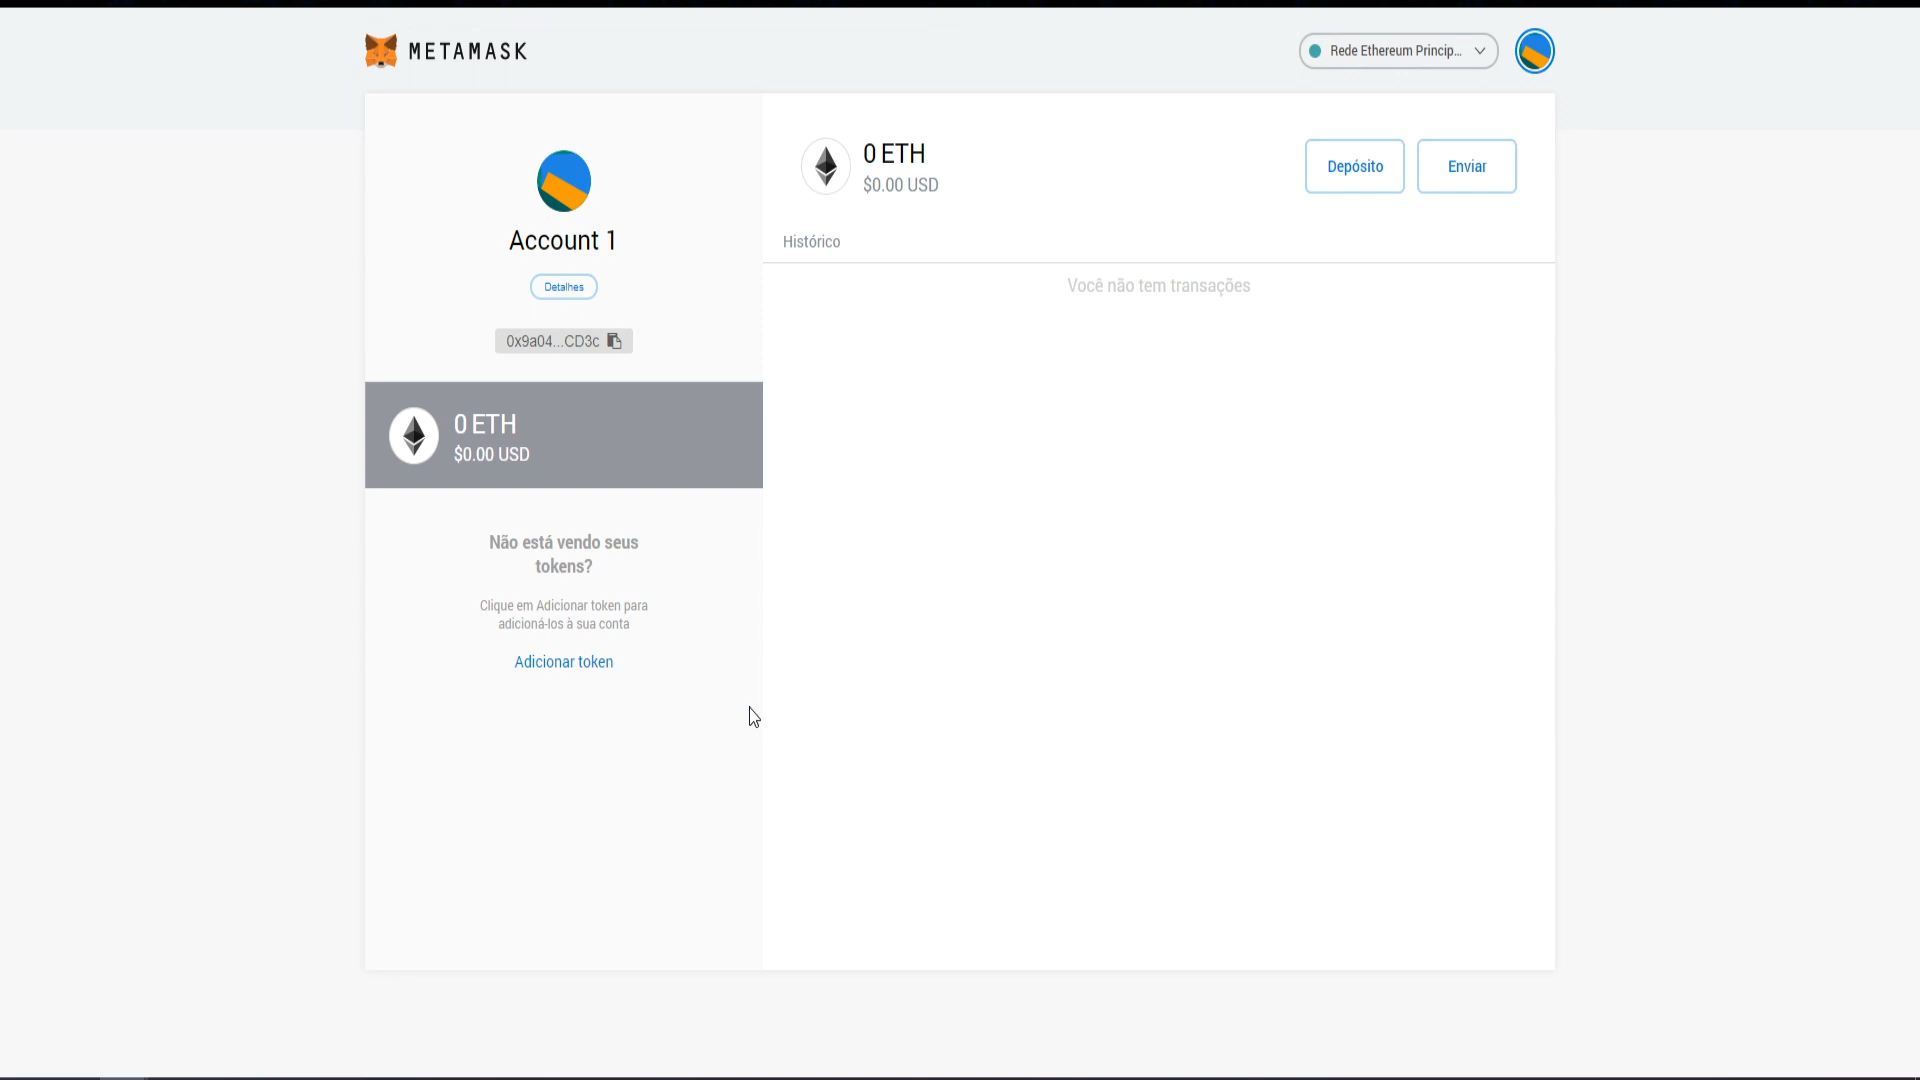 METAMASK
Rede Ethereum Princip...
Account 1
Detalhes
0x9a04...CD3c
0 ETH
$0.00 USD
Não está vendo seus
tokens?
Clique em Adicionar token para
adicioná-los à sua conta
Adicionar token
0 ETH
$0.00 USD
Depósito
Enviar
Histórico
Você não tem transações